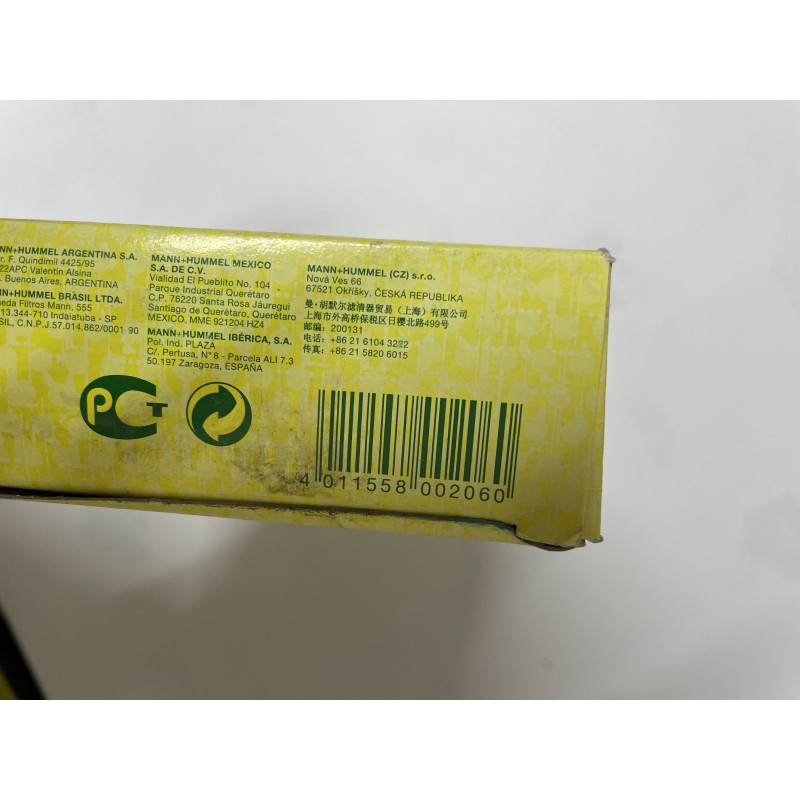 NN+HUMMEL ARGENTINA S.A.
r. F. Quindimil 4425/95
22APC Valentín Alsina
. Buenos Aires, ARGENTINA
N+HUMMEL BRASIL LTDA.
eda Filtros Mann, 555
13.344-710 Indaiatuba - SP
SIL, C.N.P.J.57.014.862/0001-90
MANN+HUMMEL MEXICO
S.A. DE C.V.
Vialidad El Pueblito No. 104
Parque Industrial Querétaro
C.P. 76220 Santa Rosa Jáuregui
Santiago de Querétaro, Querétaro
MEXICO, MME 921204 HZ4
MANN+HUMMEL IBÉRICA, S.A.
Pol. Ind. PLAZA
C/. Pertusa, N° 8 - Parcela ALI 7.3
50.197 Zaragoza, ESPAÑA
MANN+HUMMEL (CZ) s.r.o.
Nová Ves 66
67521 Okříšky, ČESKÁ REPUBLIKA
曼·胡默尔滤清器贸易（上海）有限公司
上海市外高桥保税区日樱北路499号
邮编: 200131
电话: +86 21 6104 3282
传真: +86 21 5820 6015
РСТ
4 011558 002060